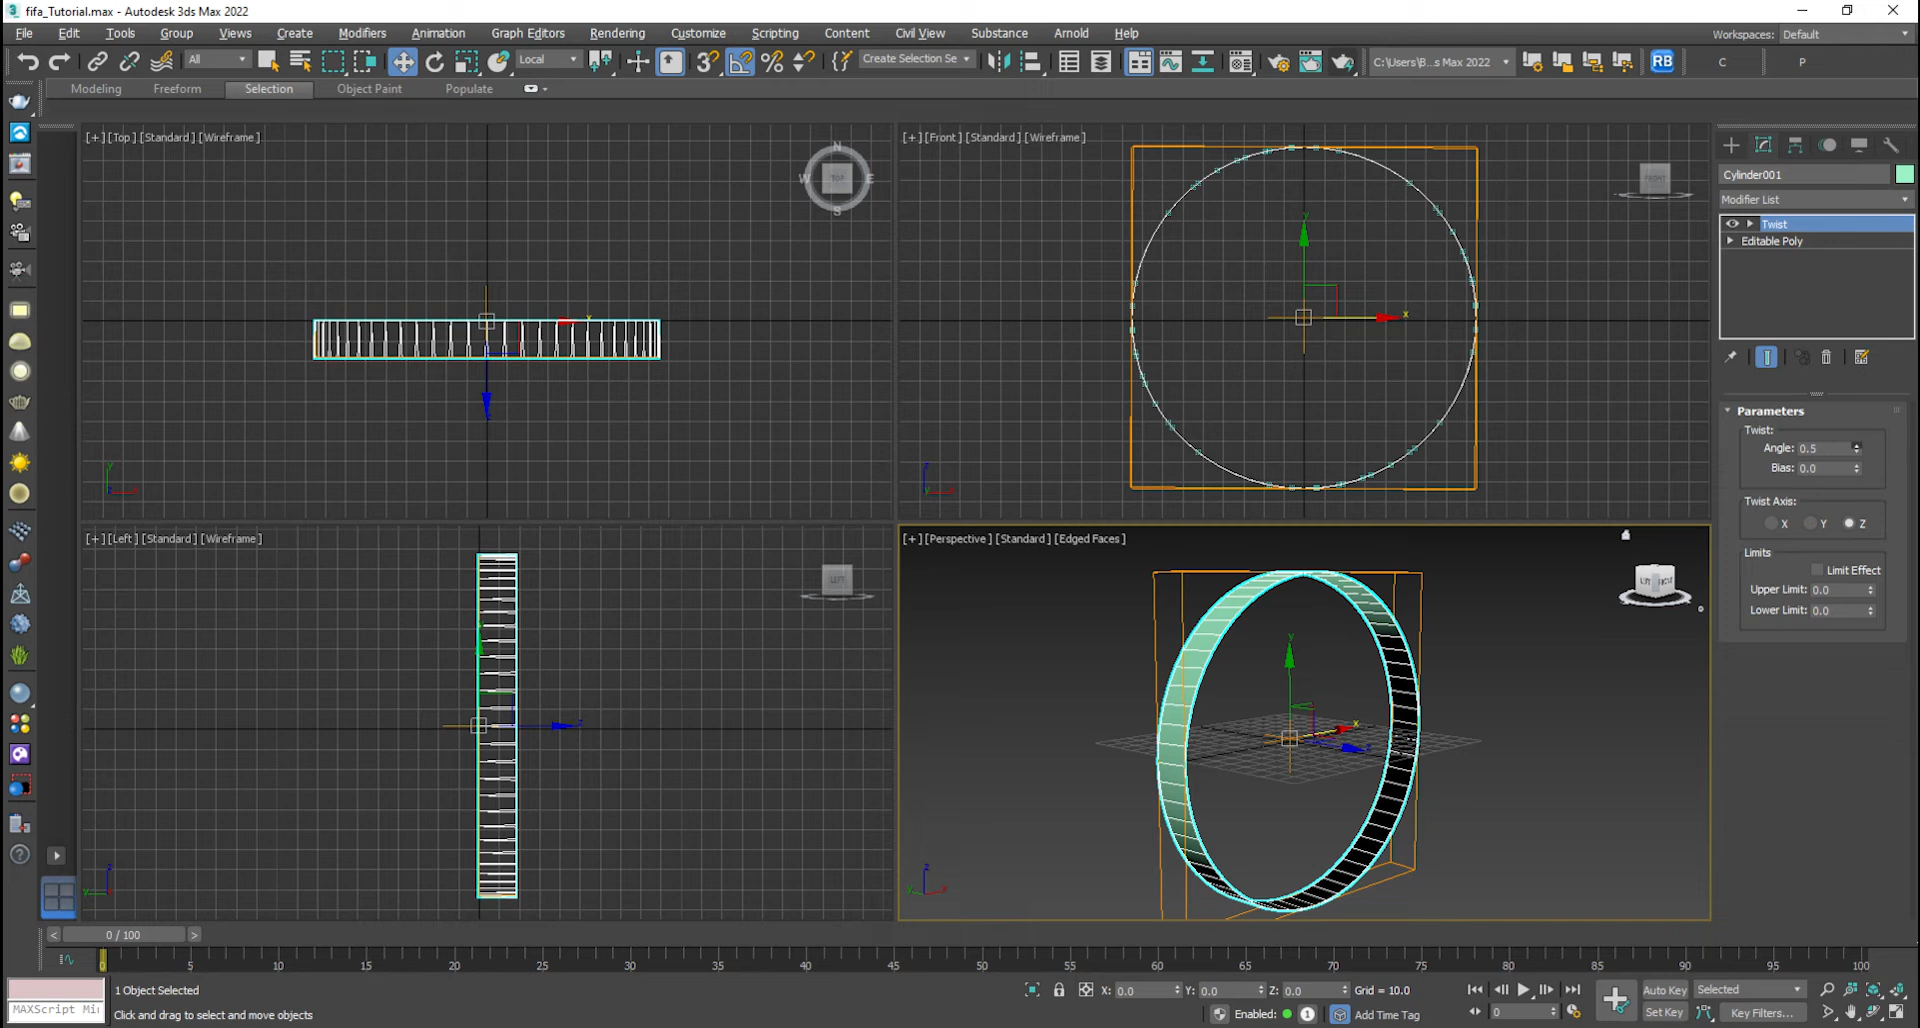 fifa_Tutorial.max - Autodesk 3ds Max 2022
File Edit Tools Group Views Create Modifiers Animation Graph Editors Rendering Customize Scripting Content Civil View Substance Arnold Help
Workspaces: Default
All Local Create Selection Se C:\Users\B...s Max 2022 RB C P
Modeling Freeform Selection Object Paint Populate
[+] [Top] [Standard] [Wireframe]
N
W TOP E
S
x
y
[+] [Front] [Standard] [Wireframe]
FRONT
y
x
z
[+] [Left] [Standard] [Wireframe]
LEFT
z
z
y
[+] [Perspective] [Standard] [Edged Faces]
y
x
z
z
y x
Cylinder001
Modifier List
Twist
Editable Poly
Parameters
Twist:
Angle: 0.5
Bias: 0.0
Twist Axis:
X Y Z
Limits
Limit Effect
Upper Limit: 0.0
Lower Limit: 0.0
< 0 / 100 >
0 5 10 15 20 25 30 35 40 45 50 55 60 65 70 75 80 85 90 95 100
1 Object Selected X: 0.0 Y: 0.0 Z: 0.0 Grid = 10.0 Auto Key Selected
MAXScript Mi Click and drag to select and move objects Enabled: 1 Add Time Tag 0 Set Key Key Filters...